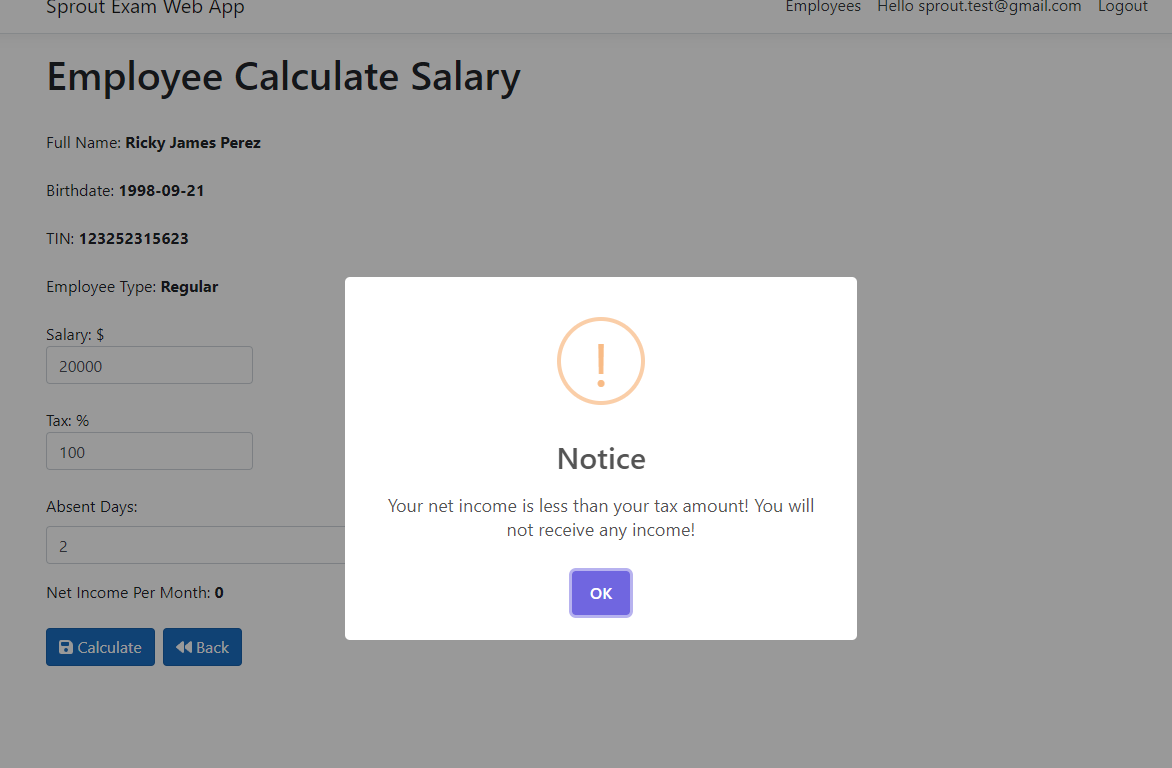 Sprout Exam Web App
Employees Hello sprout.test@gmail.com Logout
Employee Calculate Salary
Full Name: Ricky James Perez
Birthdate: 1998-09-21
TIN: 123252315623
Employee Type: Regular
Salary: $
20000
Tax: %
100
Absent Days:
2
Net Income Per Month: 0
Calculate Back
!
Notice
Your net income is less than your tax amount! You will
not receive any income!
OK